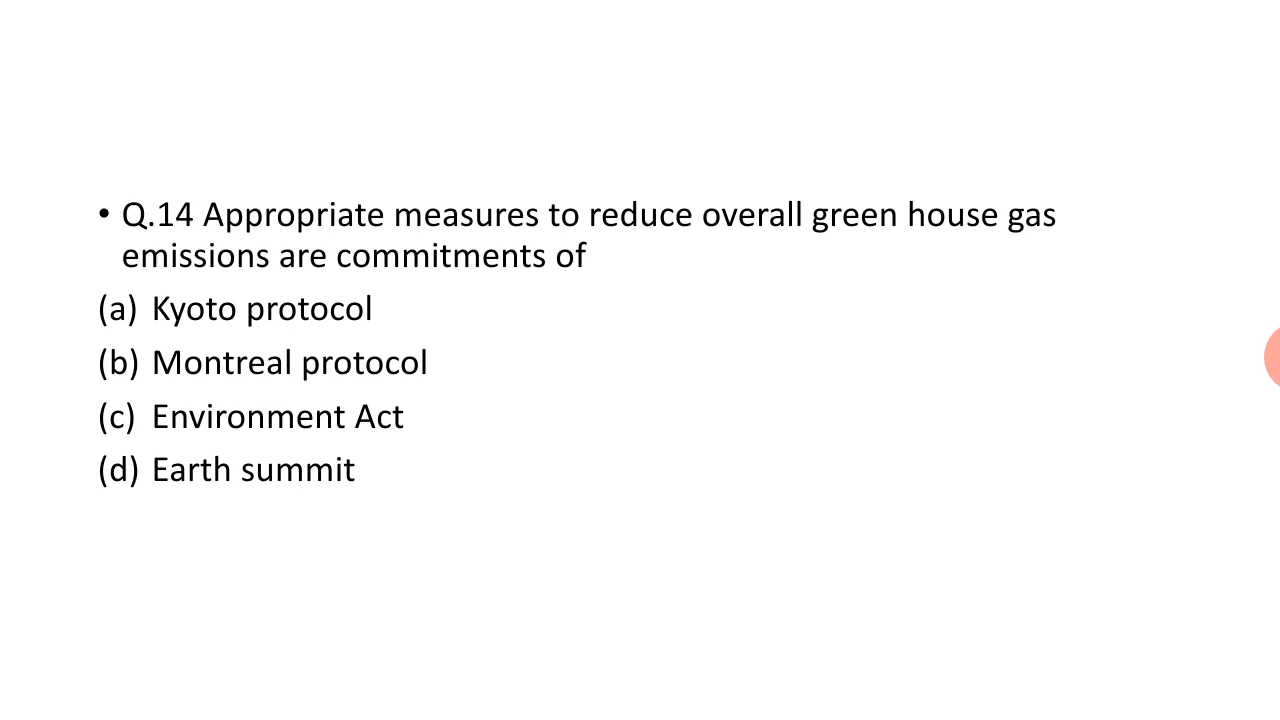 • Q.14 Appropriate measures to reduce overall green house gas
emissions are commitments of
(a) Kyoto protocol
(b) Montreal protocol
(c) Environment Act
(d) Earth summit